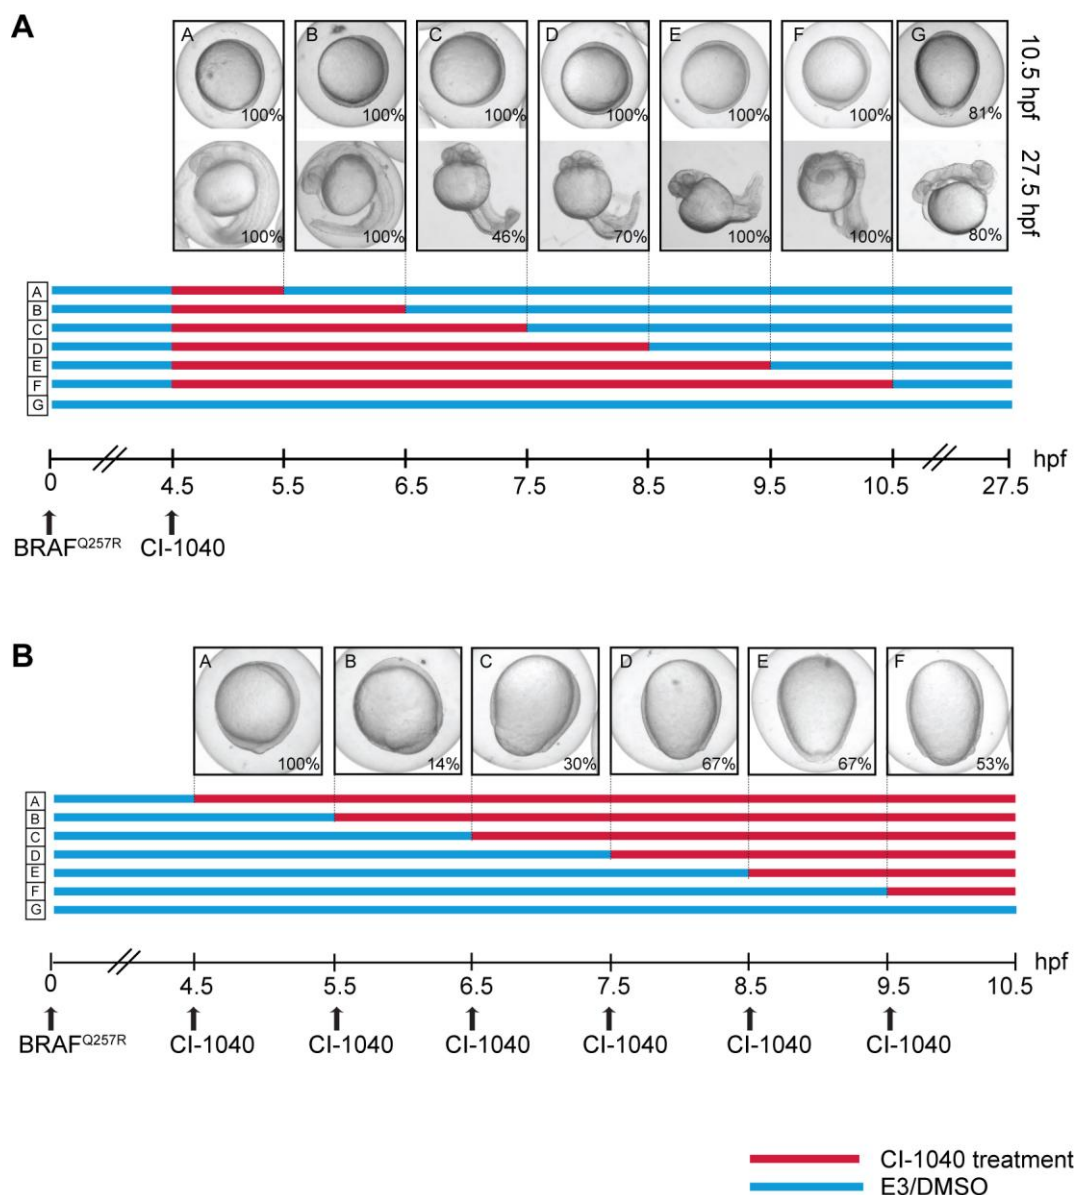 A
A B C D E F G
100% 100% 100% 100% 100% 100% 81%
10.5 hpf
100% 100% 46% 70% 100% 100% 80%
27.5 hpf
A
B
C
D
E
F
G
hpf
0 4.5 5.5 6.5 7.5 8.5 9.5 10.5 27.5
BRAFQ257R CI-1040
B
A B C D E F
100% 14% 30% 67% 67% 53%
A
B
C
D
E
F
G
hpf
0 4.5 5.5 6.5 7.5 8.5 9.5 10.5
BRAFQ257R CI-1040 CI-1040 CI-1040 CI-1040 CI-1040 CI-1040
CI-1040 treatment
E3/DMSO